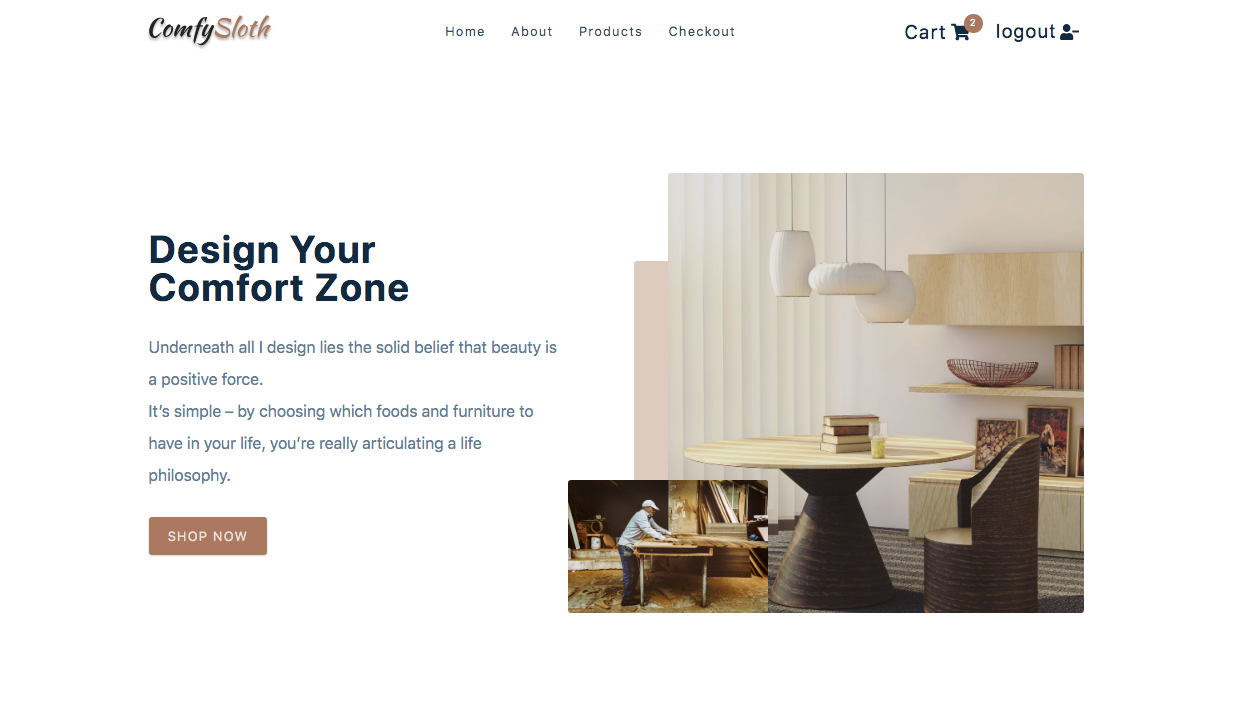 ComfySloth
Home About Products Checkout
Cart 2 logout
Design Your
Comfort Zone
Underneath all I design lies the solid belief that beauty is
a positive force.
It’s simple – by choosing which foods and furniture to
have in your life, you’re really articulating a life
philosophy.
SHOP NOW